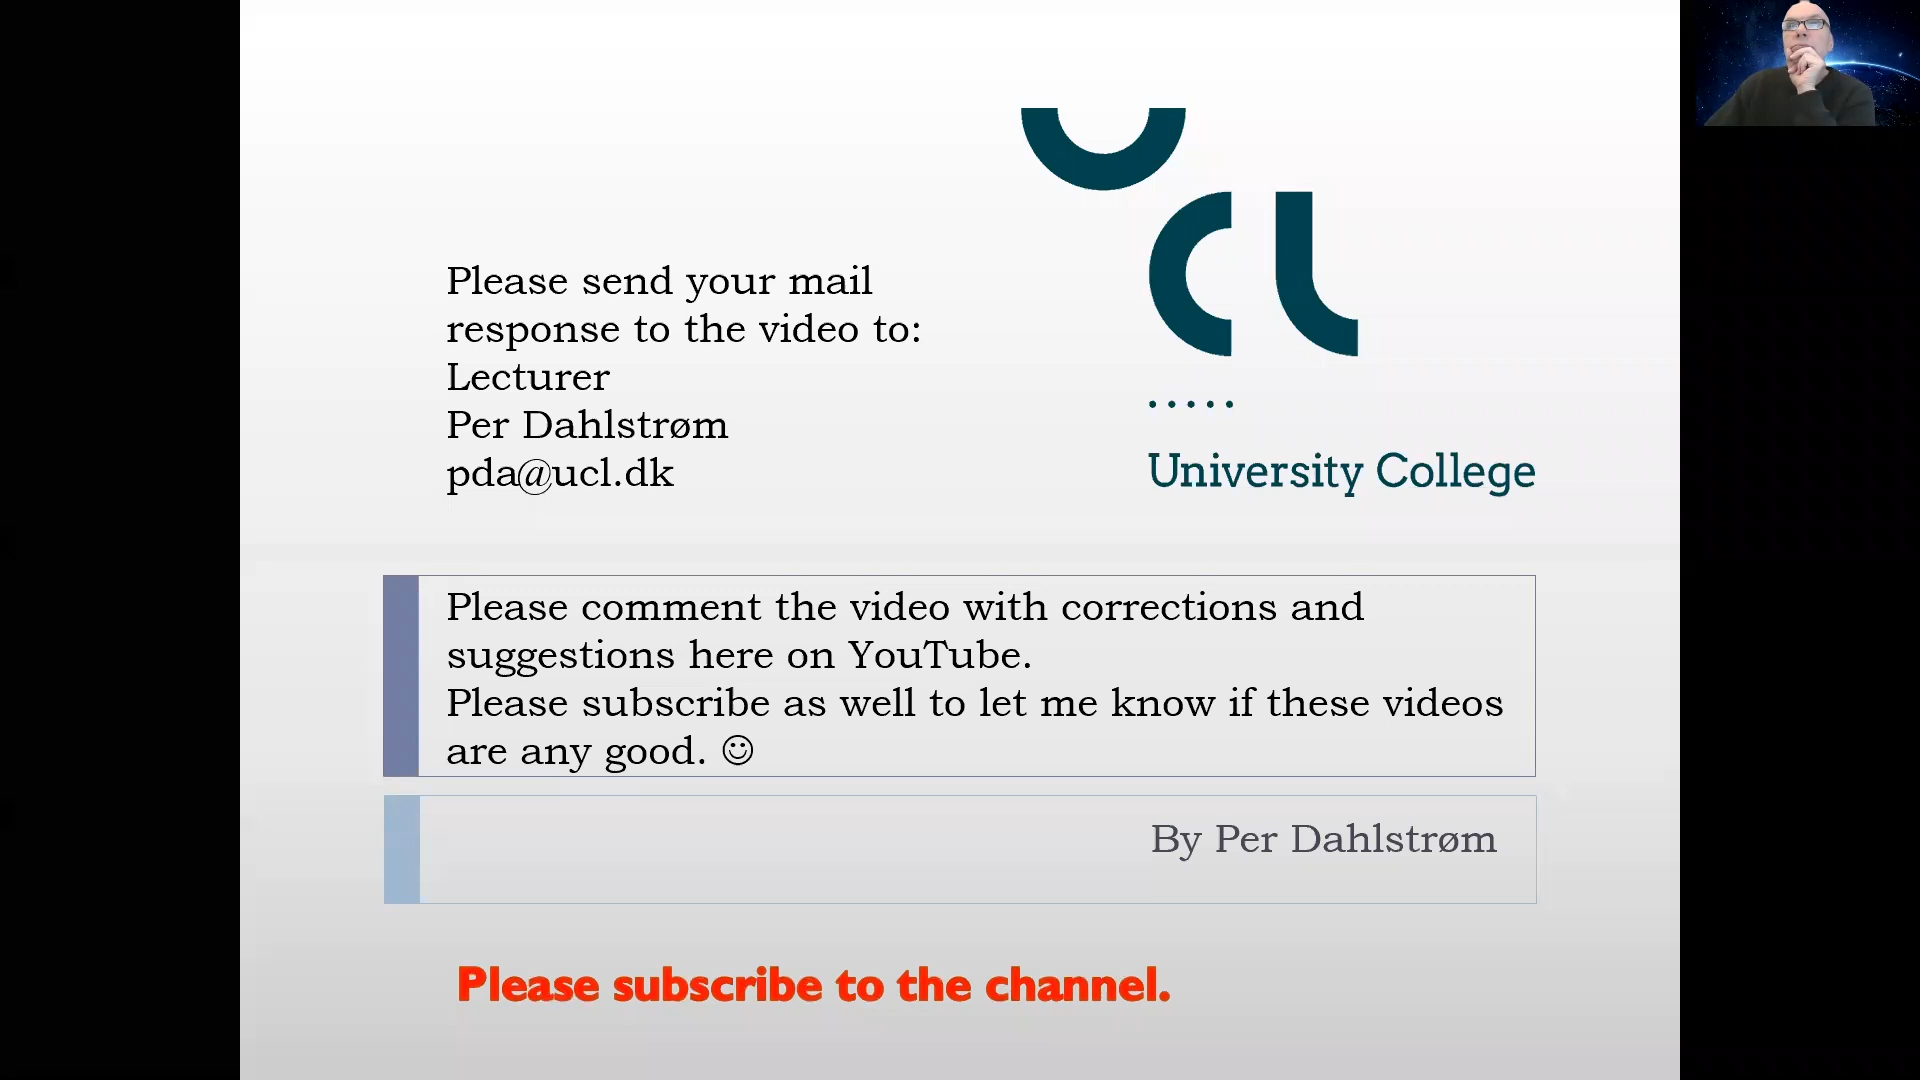 Please send your mail
response to the video to:
Lecturer
Per Dahlstrøm
pda@ucl.dk
UCL
University College
Please comment the video with corrections and
suggestions here on YouTube.
Please subscribe as well to let me know if these videos
are any good. ☺
By Per Dahlstrøm
Please subscribe to the channel.